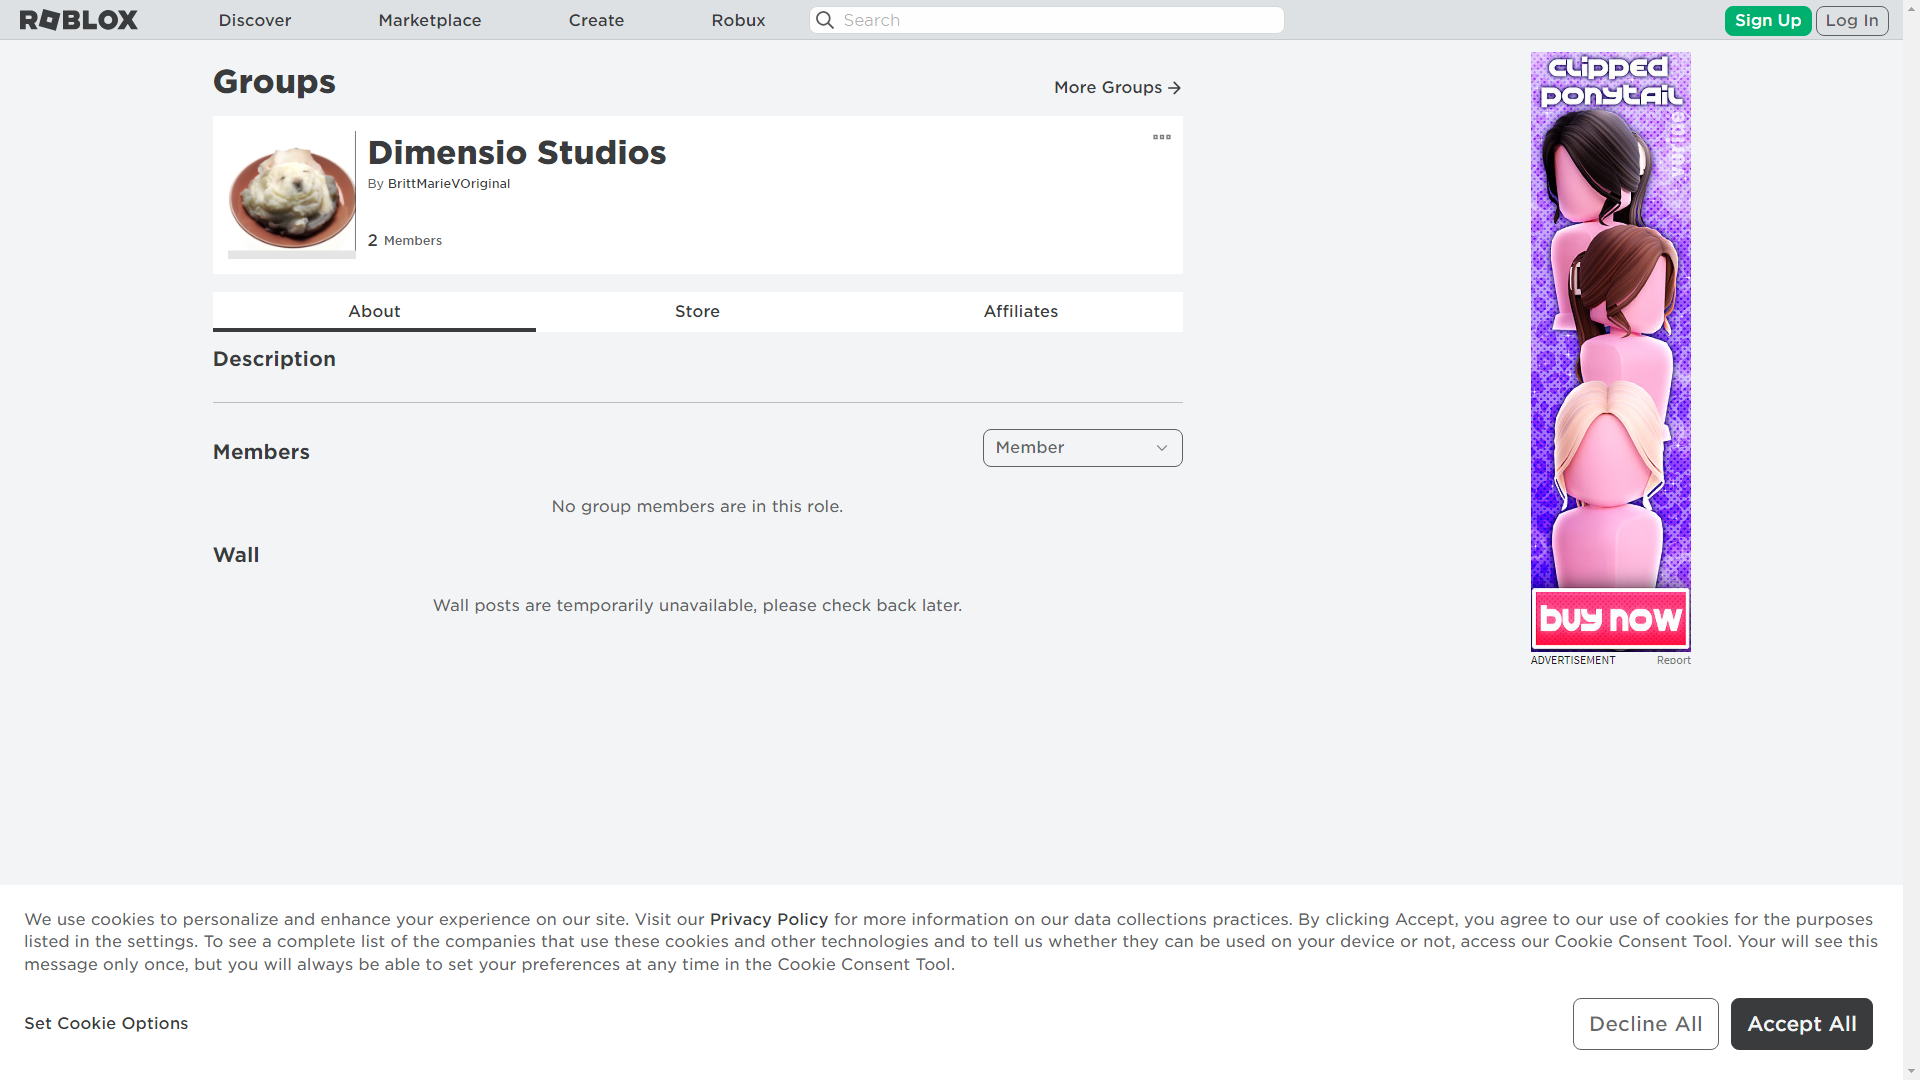 ROBLOX
Discover
Marketplace
Create
Robux
Search
Sign Up
Log In
Groups
More Groups
Dimensio Studios
By BrittMarieVOriginal
2 Members
About
Store
Affiliates
Description
Members
Member
No group members are in this role.
Wall
Wall posts are temporarily unavailable, please check back later.
CLIPPED
PONYTAIL
BUY NOW
ADVERTISEMENT
Report
We use cookies to personalize and enhance your experience on our site. Visit our Privacy Policy for more information on our data collections practices. By clicking Accept, you agree to our use of cookies for the purposes
listed in the settings. To see a complete list of the companies that use these cookies and other technologies and to tell us whether they can be used on your device or not, access our Cookie Consent Tool. Your will see this
message only once, but you will always be able to set your preferences at any time in the Cookie Consent Tool.
Set Cookie Options
Decline All
Accept All